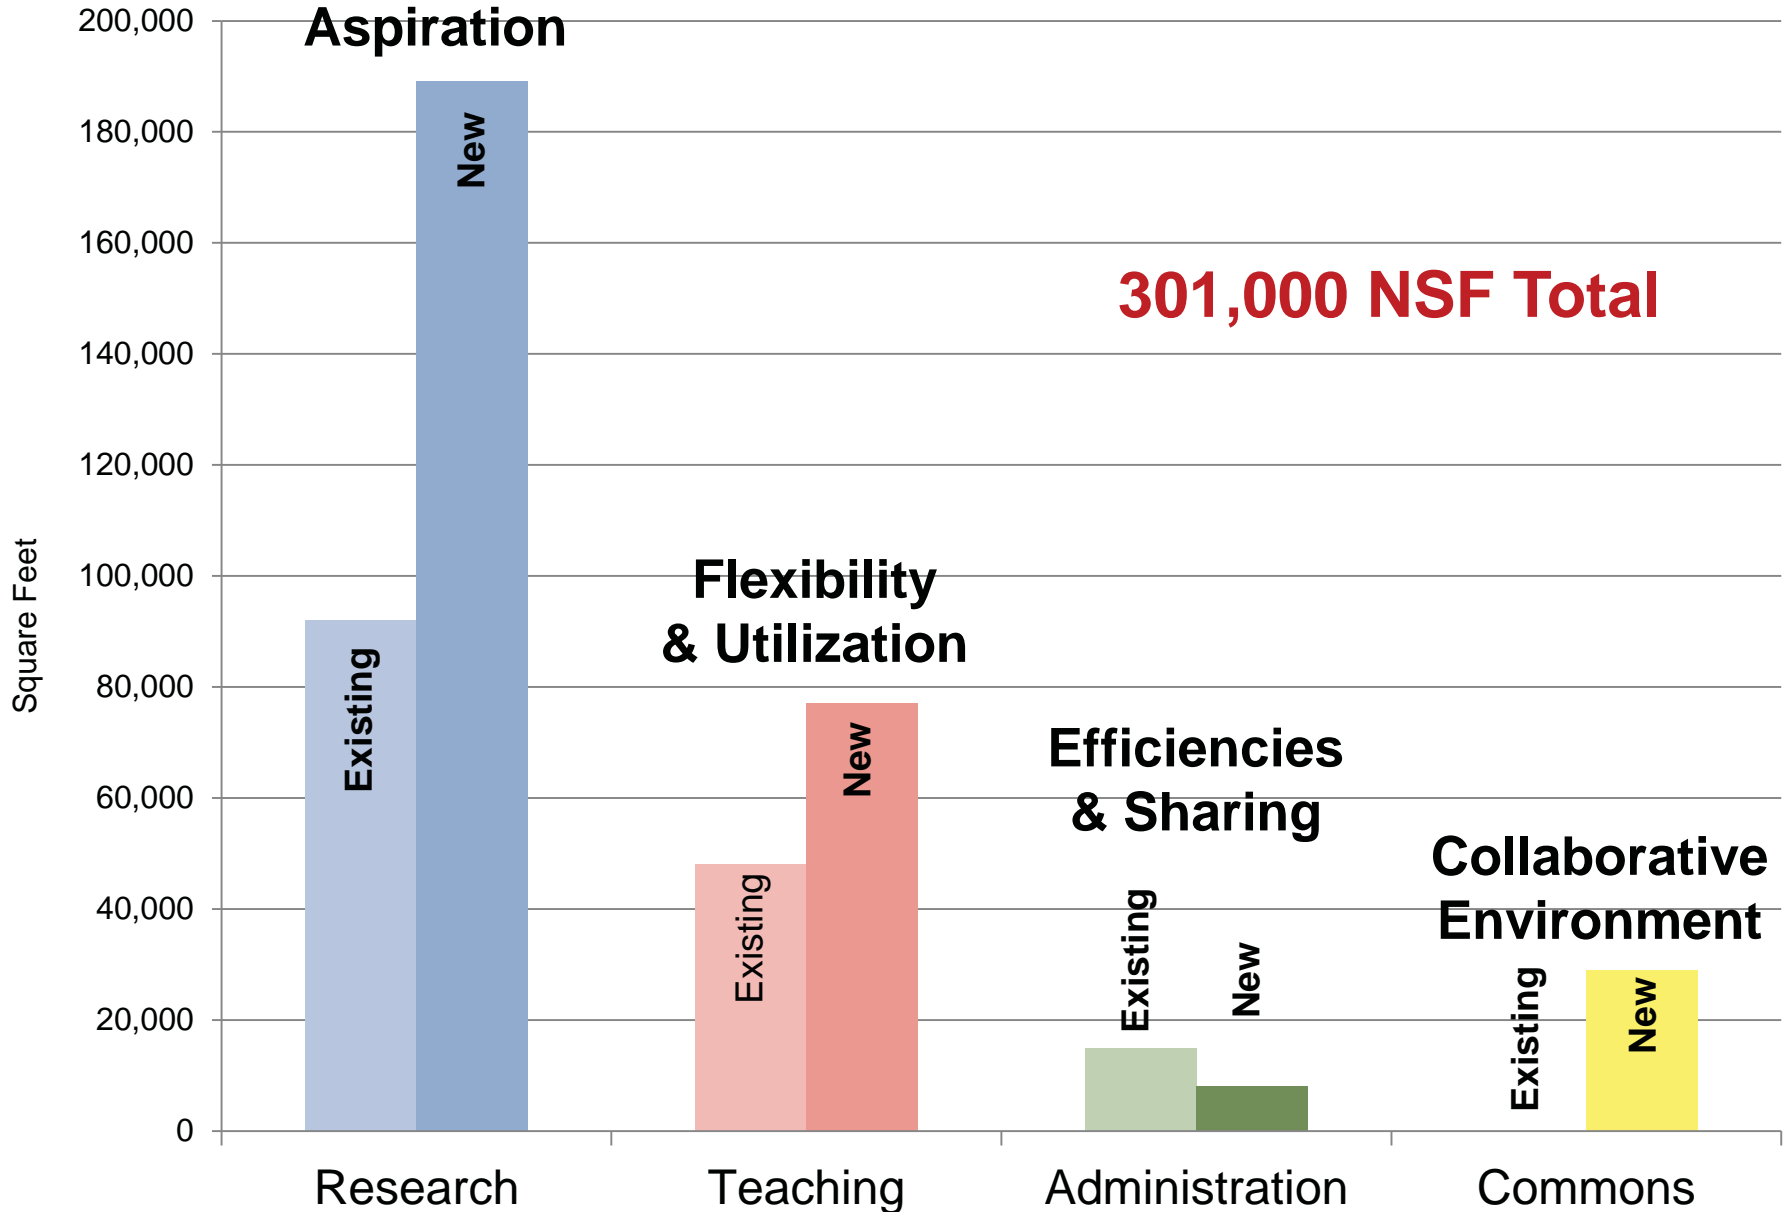 200,000
180,000
160,000
140,000
120,000
100,000
80,000
60,000
40,000
20,000
0
Square Feet
Aspiration
New
Existing
301,000 NSF Total
Flexibility
& Utilization
New
Existing
Efficiencies
& Sharing
Existing
New
Collaborative
Environment
Existing
New
Research
Teaching
Administration
Commons